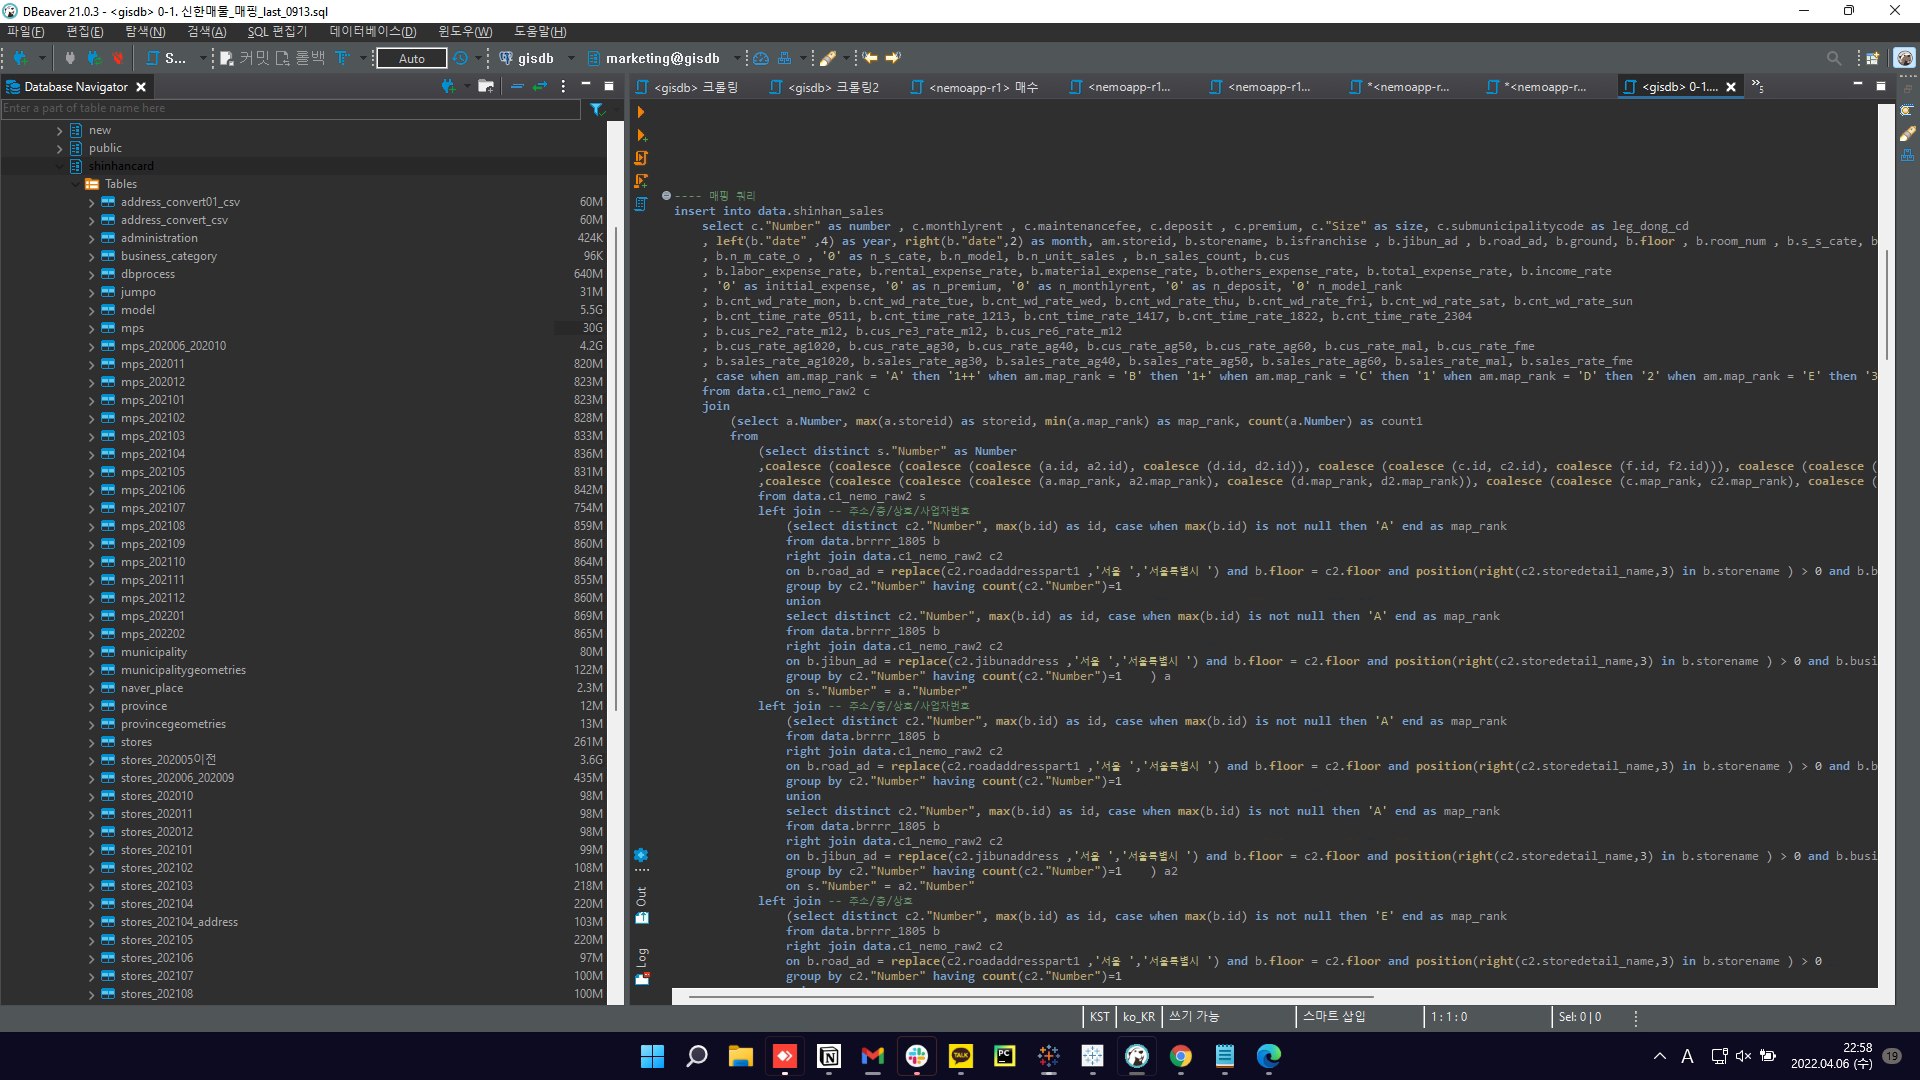 DBeaver 21.0.3 - <gisdb> 0-1. 신한매물_매핑_last_0913.sql
파일(F) 편집(E) 탐색(N) 검색(A) SQL 편집기 데이터베이스(D) 윈도우(W) 도움말(H)
S... 커밋 롤백 Auto gisdb marketing@gisdb
Database Navigator
<gisdb> 크롤링 <gisdb> 크롤링2 <nemoapp-r1> 매수 <nemoapp-r1... <nemoapp-r1... *<nemoapp-r... *<nemoapp-r... <gisdb> 0-1.... »5
Enter a part of table name here
new
public
shinhancard
Tables
address_convert01_csv 60M
address_convert_csv 60M
administration 424K
business_category 96K
dbprocess 640M
jumpo 31M
model 5.5G
mps 30G
mps_202006_202010 4.2G
mps_202011 820M
mps_202012 823M
mps_202101 823M
mps_202102 828M
mps_202103 833M
mps_202104 836M
mps_202105 831M
mps_202106 842M
mps_202107 754M
mps_202108 859M
mps_202109 860M
mps_202110 864M
mps_202111 855M
mps_202112 860M
mps_202201 869M
mps_202202 865M
municipality 80M
municipalitygeometries 122M
naver_place 2.3M
province 12M
provincegeometries 13M
stores 261M
stores_202005이전 3.6G
stores_202006_202009 435M
stores_202010 98M
stores_202011 98M
stores_202012 98M
stores_202101 99M
stores_202102 108M
stores_202103 218M
stores_202104 220M
stores_202104_address 103M
stores_202105 220M
stores_202106 97M
stores_202107 100M
stores_202108 100M
---- 매핑 쿼리
insert into data.shinhan_sales
select c."Number" as number , c.monthlyrent , c.maintenancefee, c.deposit , c.premium, c."Size" as size, c.submunicipalitycode as leg_dong_cd
, left(b."date" ,4) as year, right(b."date",2) as month, am.storeid, b.storename, b.isfranchise , b.jibun_ad , b.road_ad, b.ground, b.floor , b.room_num , b.s_s_cate, b
, b.n_m_cate_o , '0' as n_s_cate, b.n_model, b.n_unit_sales , b.n_sales_count, b.cus
, b.labor_expense_rate, b.rental_expense_rate, b.material_expense_rate, b.others_expense_rate, b.total_expense_rate, b.income_rate
, '0' as initial_expense, '0' as n_premium, '0' as n_monthlyrent, '0' as n_deposit, '0' n_model_rank
, b.cnt_wd_rate_mon, b.cnt_wd_rate_tue, b.cnt_wd_rate_wed, b.cnt_wd_rate_thu, b.cnt_wd_rate_fri, b.cnt_wd_rate_sat, b.cnt_wd_rate_sun
, b.cnt_time_rate_0511, b.cnt_time_rate_1213, b.cnt_time_rate_1417, b.cnt_time_rate_1822, b.cnt_time_rate_2304
, b.cus_re2_rate_m12, b.cus_re3_rate_m12, b.cus_re6_rate_m12
, b.cus_rate_ag1020, b.cus_rate_ag30, b.cus_rate_ag40, b.cus_rate_ag50, b.cus_rate_ag60, b.cus_rate_mal, b.cus_rate_fme
, b.sales_rate_ag1020, b.sales_rate_ag30, b.sales_rate_ag40, b.sales_rate_ag50, b.sales_rate_ag60, b.sales_rate_mal, b.sales_rate_fme
, case when am.map_rank = 'A' then '1++' when am.map_rank = 'B' then '1+' when am.map_rank = 'C' then '1' when am.map_rank = 'D' then '2' when am.map_rank = 'E' then '3
from data.c1_nemo_raw2 c
join
(select a.Number, max(a.storeid) as storeid, min(a.map_rank) as map_rank, count(a.Number) as count1
from
(select distinct s."Number" as Number
,coalesce (coalesce (coalesce (coalesce (a.id, a2.id), coalesce (d.id, d2.id)), coalesce (coalesce (c.id, c2.id), coalesce (f.id, f2.id))), coalesce (coalesce (
,coalesce (coalesce (coalesce (coalesce (a.map_rank, a2.map_rank), coalesce (d.map_rank, d2.map_rank)), coalesce (coalesce (c.map_rank, c2.map_rank), coalesce (
from data.c1_nemo_raw2 s
left join -- 주소/층/상호/사업자번호
(select distinct c2."Number", max(b.id) as id, case when max(b.id) is not null then 'A' end as map_rank
from data.brrrr_1805 b
right join data.c1_nemo_raw2 c2
on b.road_ad = replace(c2.roadaddresspart1 ,'서울 ','서울특별시 ') and b.floor = c2.floor and position(right(c2.storedetail_name,3) in b.storename ) > 0 and b.b
group by c2."Number" having count(c2."Number")=1
union
select distinct c2."Number", max(b.id) as id, case when max(b.id) is not null then 'A' end as map_rank
from data.brrrr_1805 b
right join data.c1_nemo_raw2 c2
on b.jibun_ad = replace(c2.jibunaddress ,'서울 ','서울특별시 ') and b.floor = c2.floor and position(right(c2.storedetail_name,3) in b.storename ) > 0 and b.busi
group by c2."Number" having count(c2."Number")=1 ) a
on s."Number" = a."Number"
left join -- 주소/층/상호/사업자번호
(select distinct c2."Number", max(b.id) as id, case when max(b.id) is not null then 'A' end as map_rank
from data.brrrr_1805 b
right join data.c1_nemo_raw2 c2
on b.road_ad = replace(c2.roadaddresspart1 ,'서울 ','서울특별시 ') and b.floor = c2.floor and position(right(c2.storedetail_name,3) in b.storename ) > 0 and b.b
group by c2."Number" having count(c2."Number")=1
union
select distinct c2."Number", max(b.id) as id, case when max(b.id) is not null then 'A' end as map_rank
from data.brrrr_1805 b
right join data.c1_nemo_raw2 c2
on b.jibun_ad = replace(c2.jibunaddress ,'서울 ','서울특별시 ') and b.floor = c2.floor and position(right(c2.storedetail_name,3) in b.storename ) > 0 and b.busi
group by c2."Number" having count(c2."Number")=1 ) a2
on s."Number" = a2."Number"
left join -- 주소/층/상호
(select distinct c2."Number", max(b.id) as id, case when max(b.id) is not null then 'E' end as map_rank
from data.brrrr_1805 b
right join data.c1_nemo_raw2 c2
on b.road_ad = replace(c2.roadaddresspart1 ,'서울 ','서울특별시 ') and b.floor = c2.floor and position(right(c2.storedetail_name,3) in b.storename ) > 0
group by c2."Number" having count(c2."Number")=1
Out
Log
KST ko_KR 쓰기 가능 스마트 삽입 1 : 1 : 0 Sel: 0 | 0
TALK PC A 22:58
2022.04.06 (수) 19